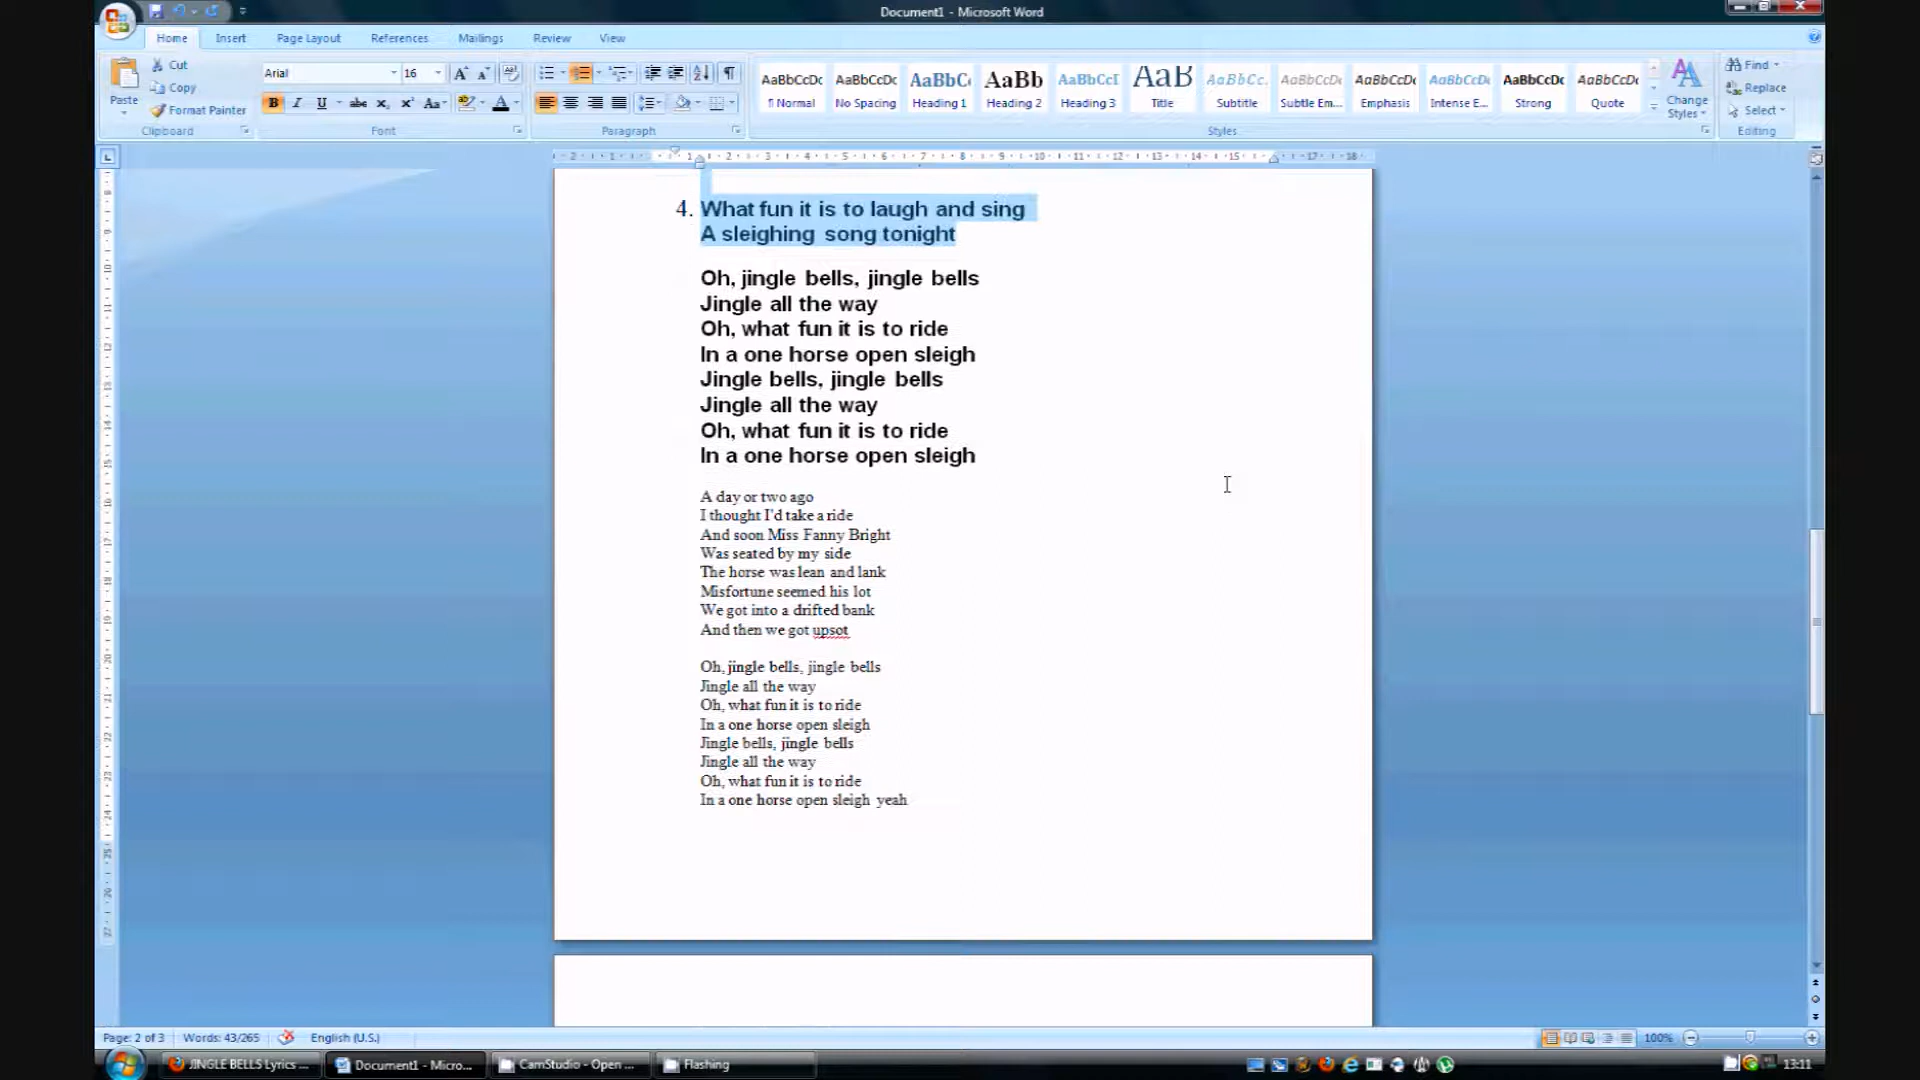 Document1 - Microsoft Word
Home Insert Page Layout References Mailings Review View
Paste
Cut
Copy
Format Painter
Clipboard
Arial 16
Font
Paragraph
AaBbCcDc AaBbCcDc AaBbC AaBb AaBbCcI AaB AaBbCc. AaBbCcDc AaBbCcDc AaBbCcDc AaBbCcDc AaBbCcDc
¶ Normal No Spacing Heading 1 Heading 2 Heading 3 Title Subtitle Subtle Em... Emphasis Intense E... Strong Quote
Styles
Change Styles
Find
Replace
Select
Editing
4. What fun it is to laugh and sing
A sleighing song tonight
Oh, jingle bells, jingle bells
Jingle all the way
Oh, what fun it is to ride
In a one horse open sleigh
Jingle bells, jingle bells
Jingle all the way
Oh, what fun it is to ride
In a one horse open sleigh
A day or two ago
I thought I'd take a ride
And soon Miss Fanny Bright
Was seated by my side
The horse was lean and lank
Misfortune seemed his lot
We got into a drifted bank
And then we got upsot
Oh, jingle bells, jingle bells
Jingle all the way
Oh, what fun it is to ride
In a one horse open sleigh
Jingle bells, jingle bells
Jingle all the way
Oh, what fun it is to ride
In a one horse open sleigh yeah
Page: 2 of 3 Words: 43/265 English (U.S.) 100%
JINGLE BELLS Lyrics ... Document1 - Micro... CamStudio - Open ... Flashing 13:11